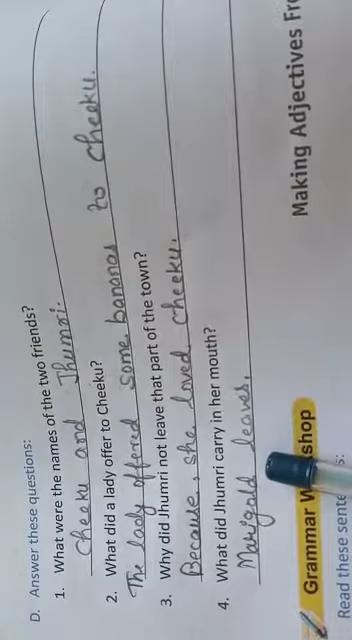 D. Answer these questions:
1. What were the names of the two friends?
Cheeku and Jhumri.
2. What did a lady offer to Cheeku?
The lady offered some bananas to cheeku.
3. Why did Jhumri not leave that part of the town?
Because, she loved cheeku.
4. What did Jhumri carry in her mouth?
Marigald leaves.
Grammar
Making Adjectives
Read these